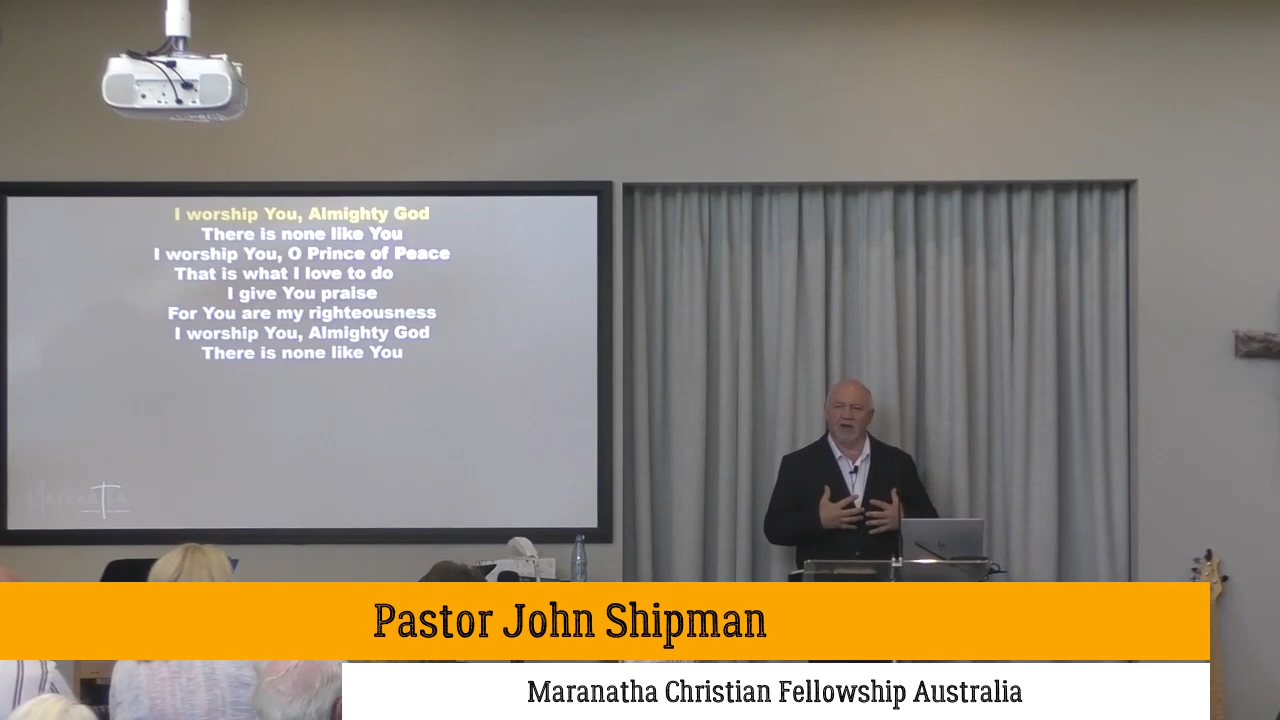 I worship You, Almighty God
There is none like You
I worship You, O Prince of Peace
That is what I love to do
I give You praise
For You are my righteousness
I worship You, Almighty God
There is none like You
Maranatha
Pastor John Shipman
Maranatha Christian Fellowship Australia